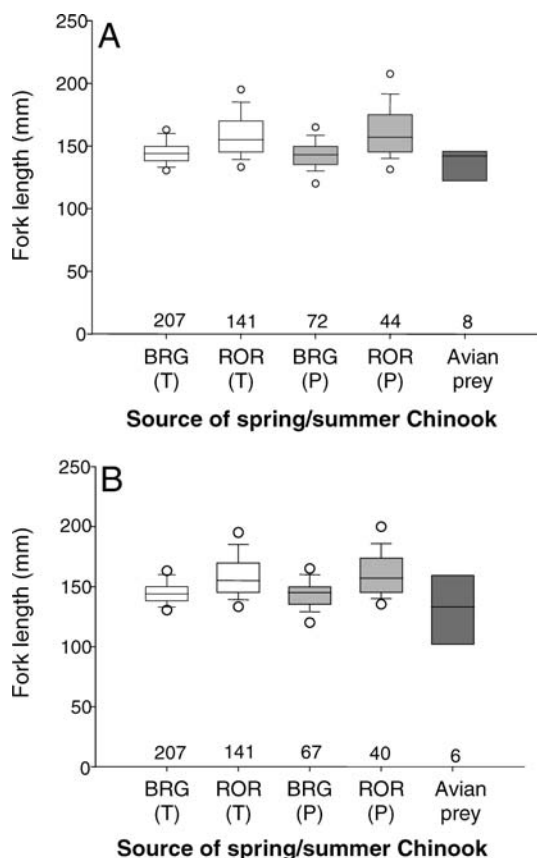 A
Fork length (mm)
250
200
150
100
50
0
207 141 72 44 8
BRG ROR BRG ROR Avian
(T) (T) (P) (P) prey
Source of spring/summer Chinook
B
Fork length (mm)
250
200
150
100
50
0
207 141 67 40 6
BRG ROR BRG ROR Avian
(T) (T) (P) (P) prey
Source of spring/summer Chinook